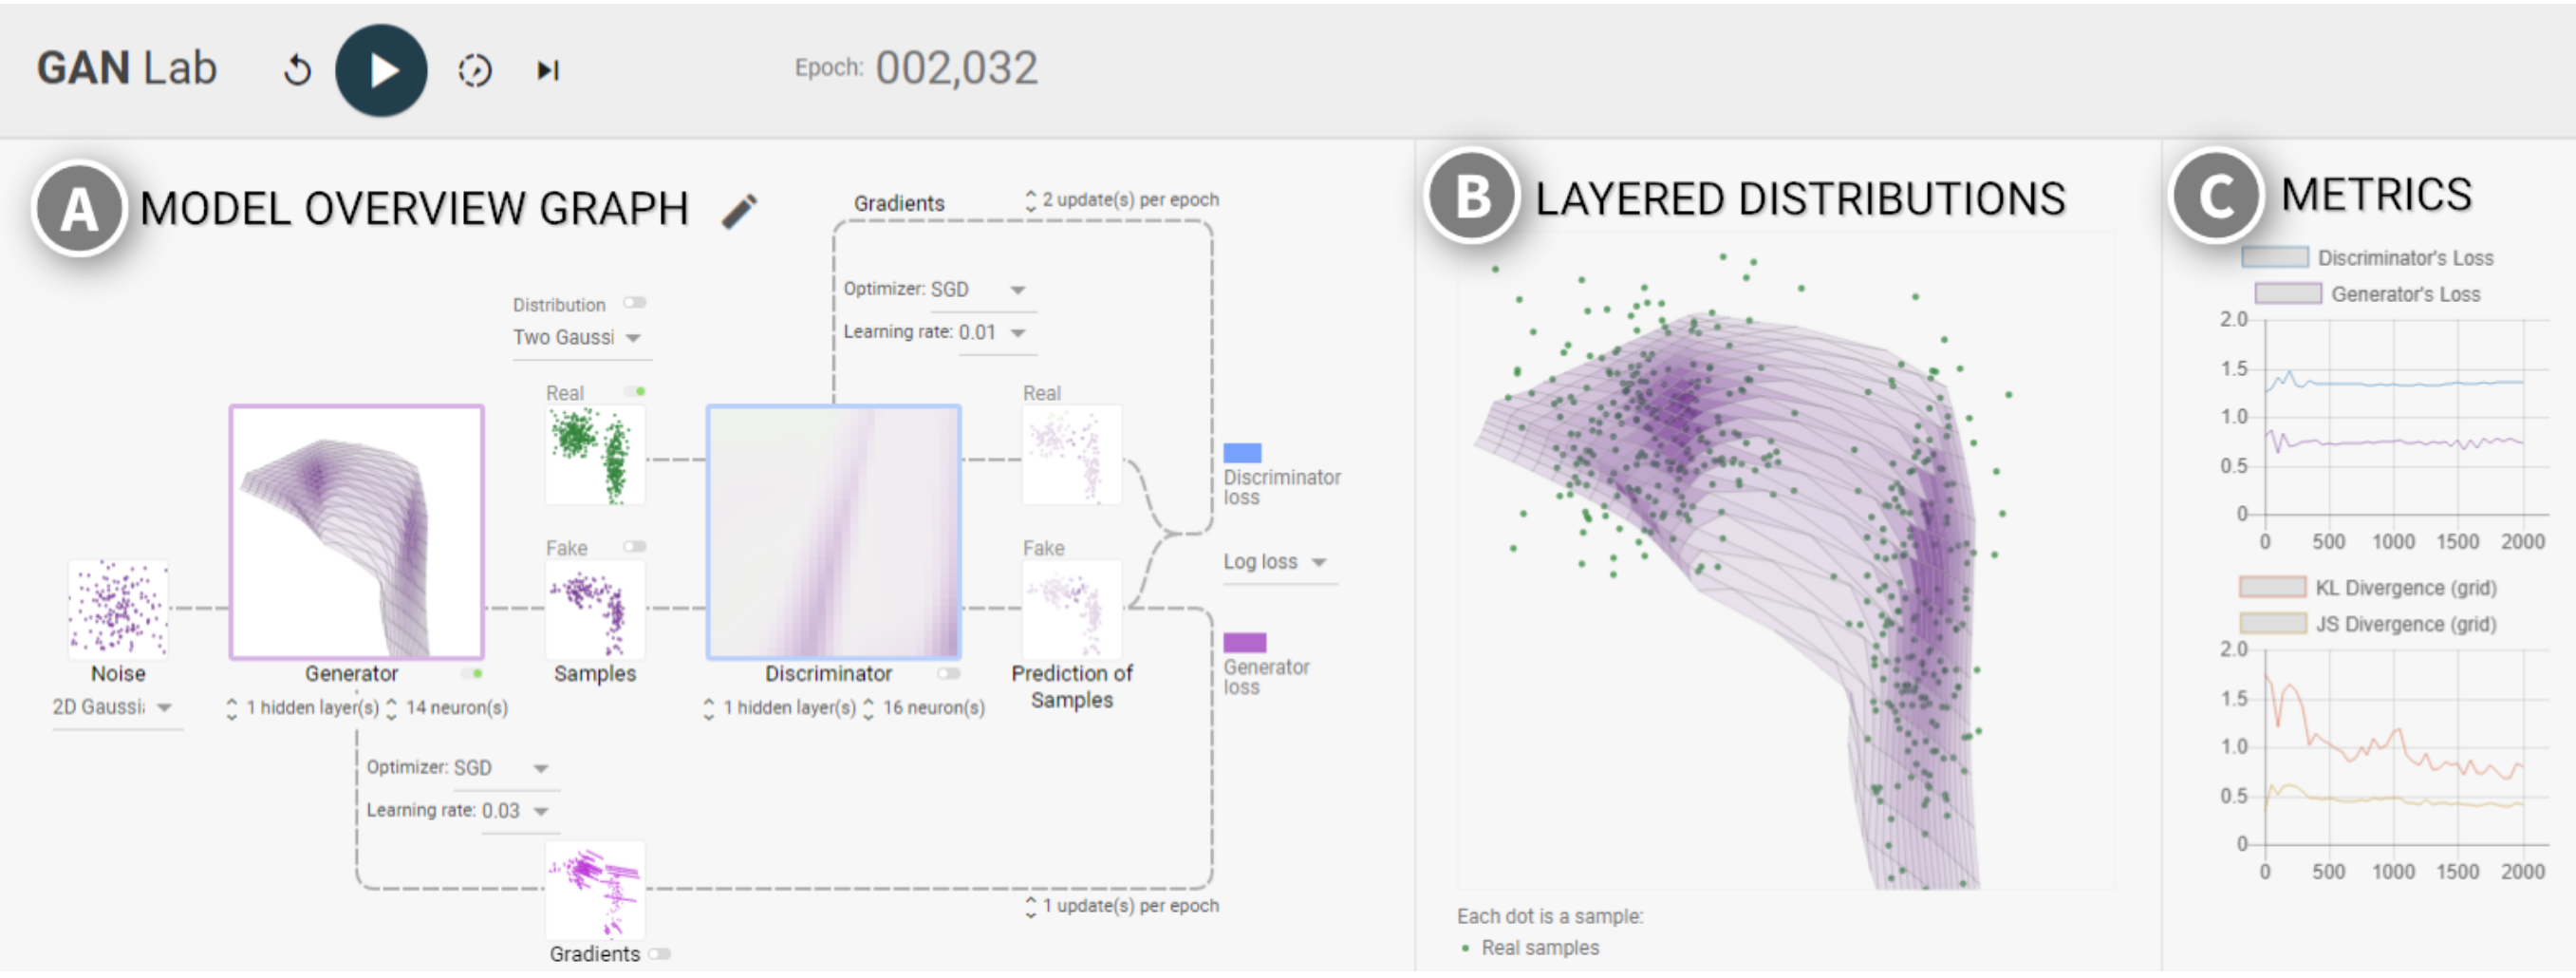 GAN Lab
Epoch: 002,032
A MODEL OVERVIEW GRAPH
Gradients
2 update(s) per epoch
Optimizer: SGD
Learning rate: 0.01
Distribution
Two Gaussi
Real
Real
Fake
Fake
Noise
2D Gaussi
Generator
1 hidden layer(s) 14 neuron(s)
Samples
Discriminator
1 hidden layer(s) 16 neuron(s)
Prediction of
Samples
Discriminator
loss
Log loss
Generator
loss
Optimizer: SGD
Learning rate: 0.03
1 update(s) per epoch
Gradients
B LAYERED DISTRIBUTIONS
Each dot is a sample:
Real samples
C METRICS
Discriminator's Loss
Generator's Loss
2.0
1.5
1.0
0.5
0
0 500 1000 1500 2000
KL Divergence (grid)
JS Divergence (grid)
2.0
1.5
1.0
0.5
0
0 500 1000 1500 2000